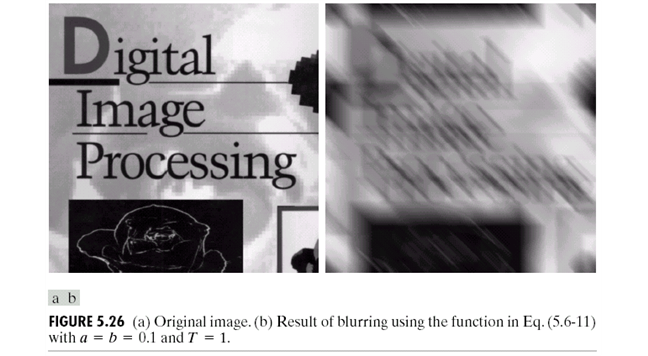 Digital
Image
Processing
a b
FIGURE 5.26 (a) Original image. (b) Result of blurring using the function in Eq. (5.6-11)
with a = b = 0.1 and T = 1.